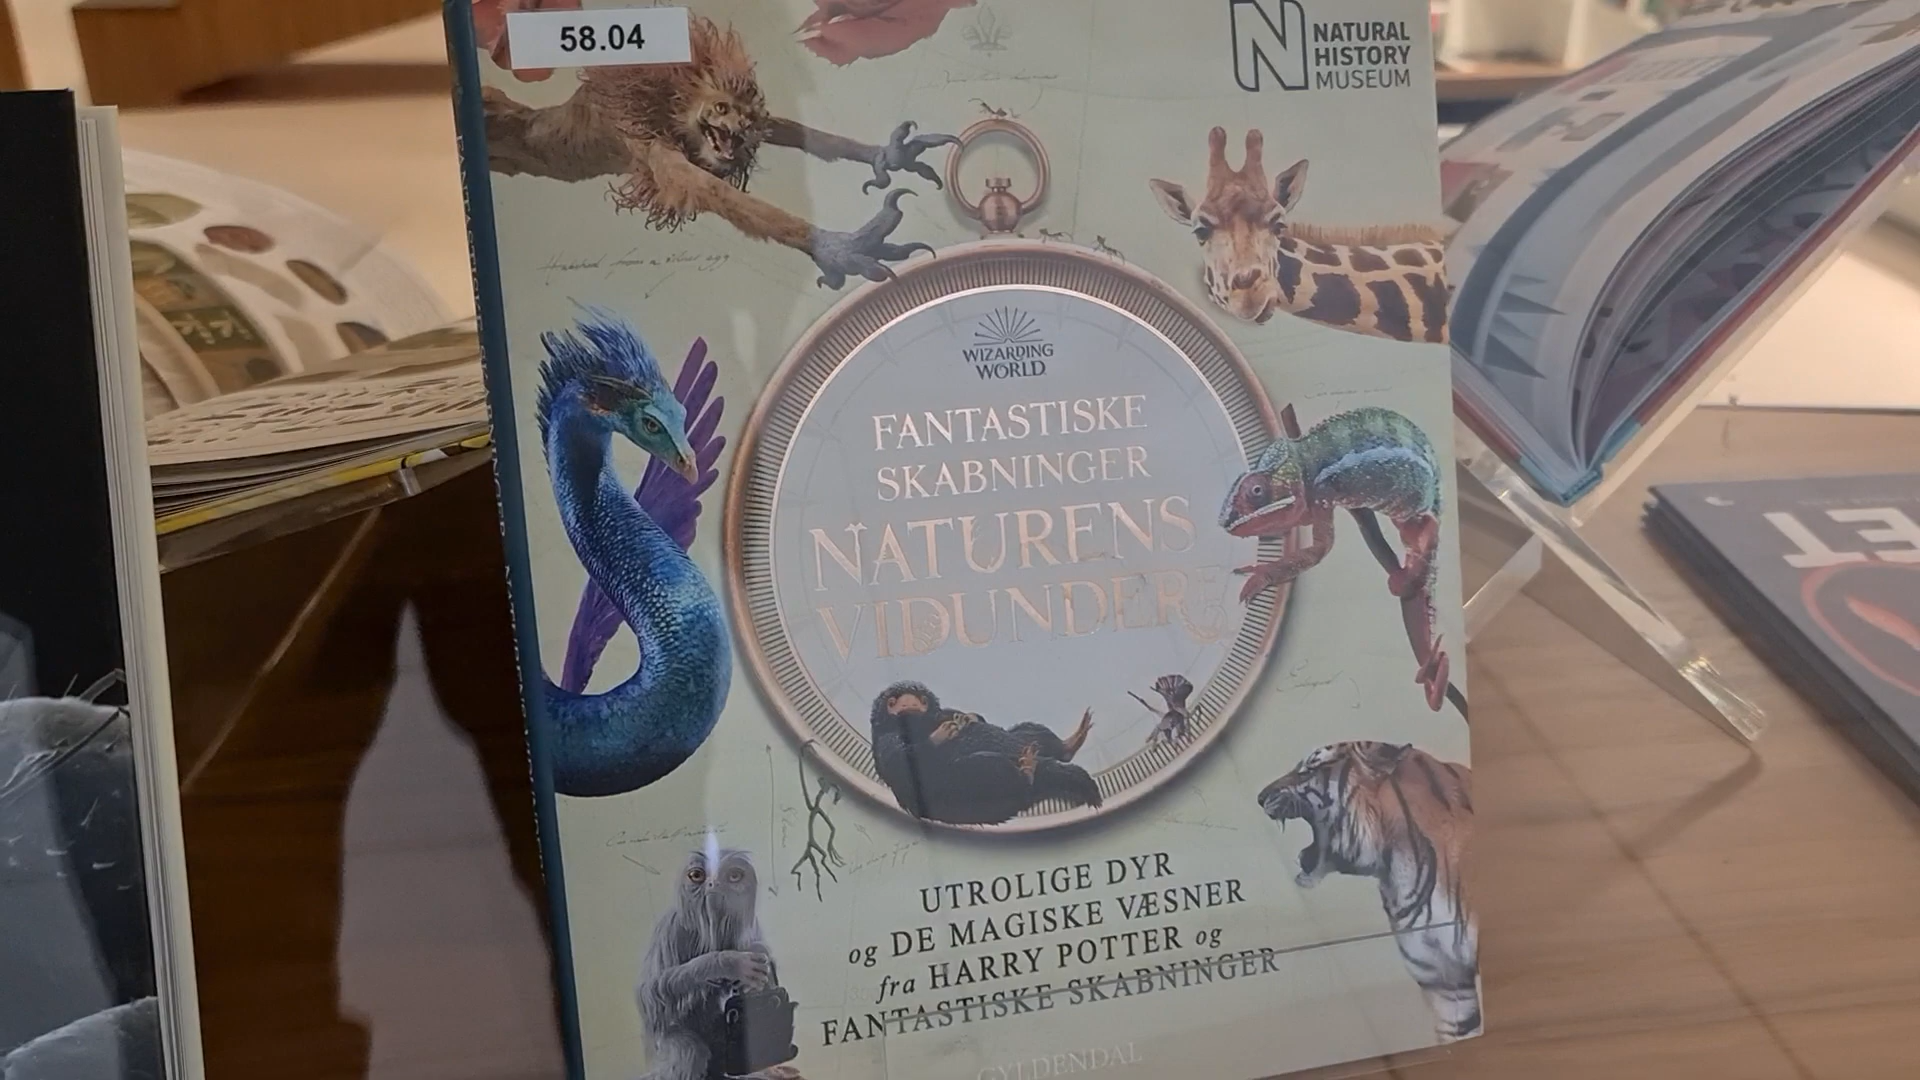 58.04
NATURAL
HISTORY
MUSEUM
WIZARDING
WORLD
FANTASTISKE
SKABNINGER
NATURENS
VIDUNDER
UTROLIGE DYR
og DE MAGISKE VÆSNER
fra HARRY POTTER og
FANTASTISKE SKABNINGER
GYLDENDAL
ET